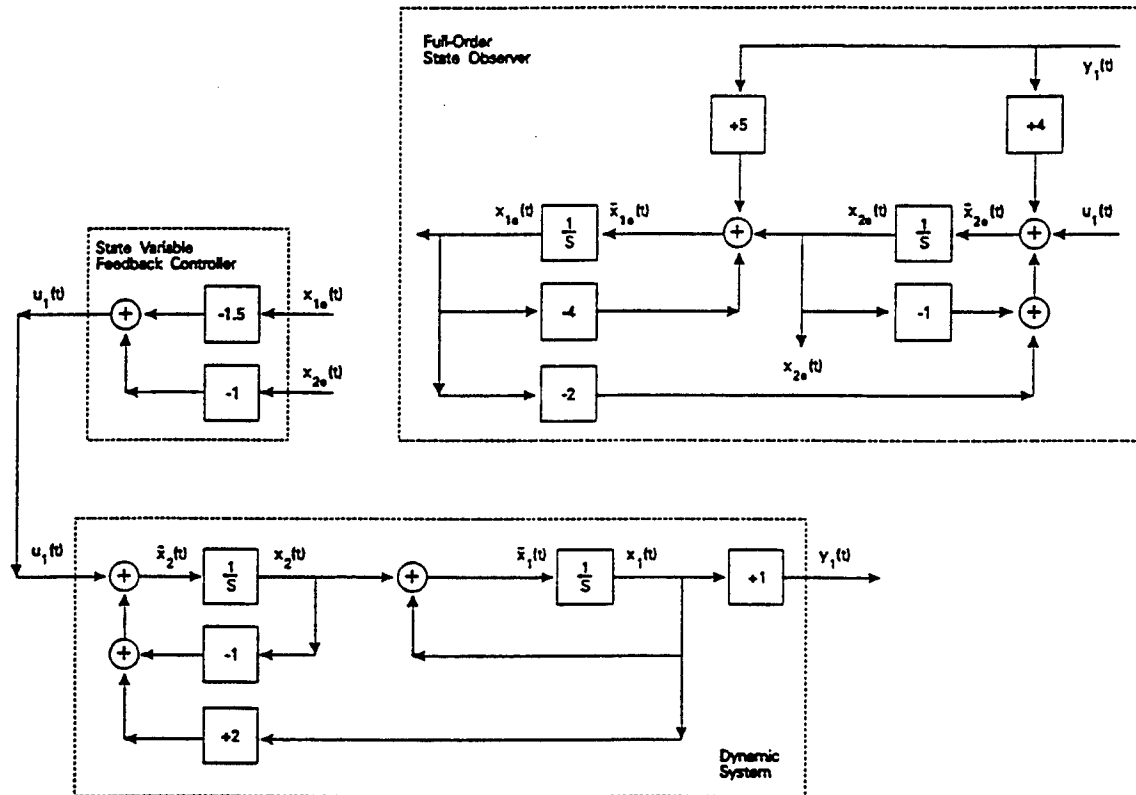 Full-Order
State Observer
y₁(t)
+5
+4
x₁ₑ(t)
1/S
x̄₁ₑ(t)
+
x₂ₑ(t)
1/S
x̄₂ₑ(t)
+
u₁(t)
-4
-1
+
-2
x₂ₑ(t)
State Variable
Feedback Controller
u₁(t)
+
-1.5
x₁ₑ(t)
-1
x₂ₑ(t)
u₁(t)
+
x̄₂(t)
1/S
x₂(t)
+
x̄₁(t)
1/S
x₁(t)
+1
y₁(t)
+
-1
+2
Dynamic
System